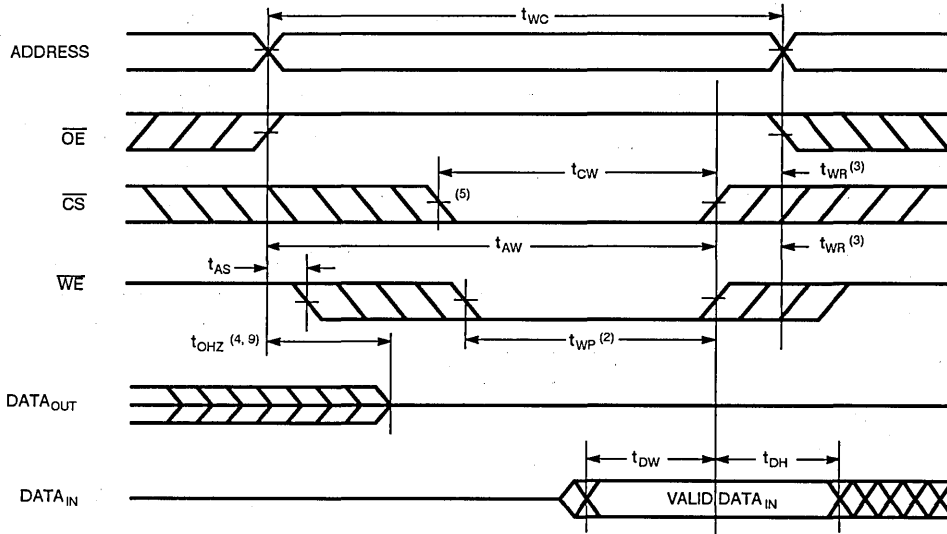 tWC
ADDRESS
OE
tCW
tWR (3)
CS
(5)
tAW
tWR (3)
tAS
WE
tOHZ (4, 9)
tWP (2)
DATAOUT
tDW
tDH
DATAIN
VALID DATAIN